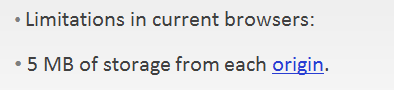 • Limitations in current browsers:
• 5 MB of storage from each origin.